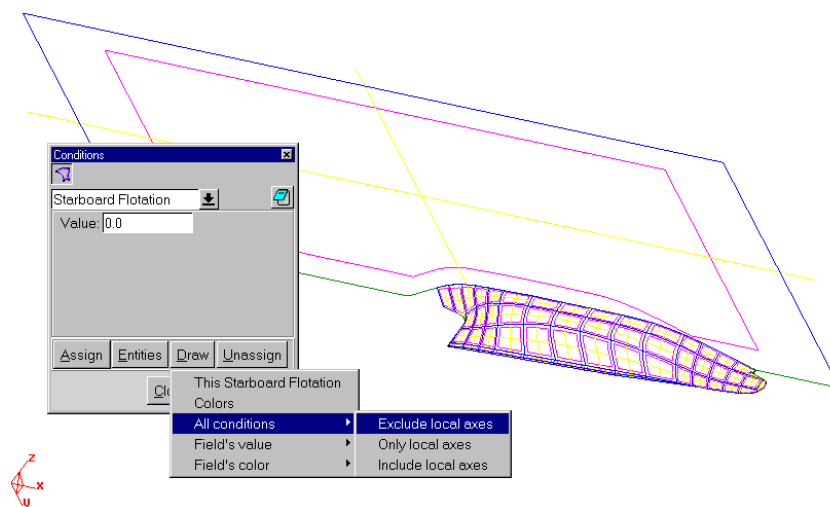 Conditions
Starboard Flotation
Value: 0.0
Assign Entities Draw Unassign
Clo
This Starboard Flotation
Colors
All conditions
Field's value
Field's color
Exclude local axes
Only local axes
Include local axes
z
x
y